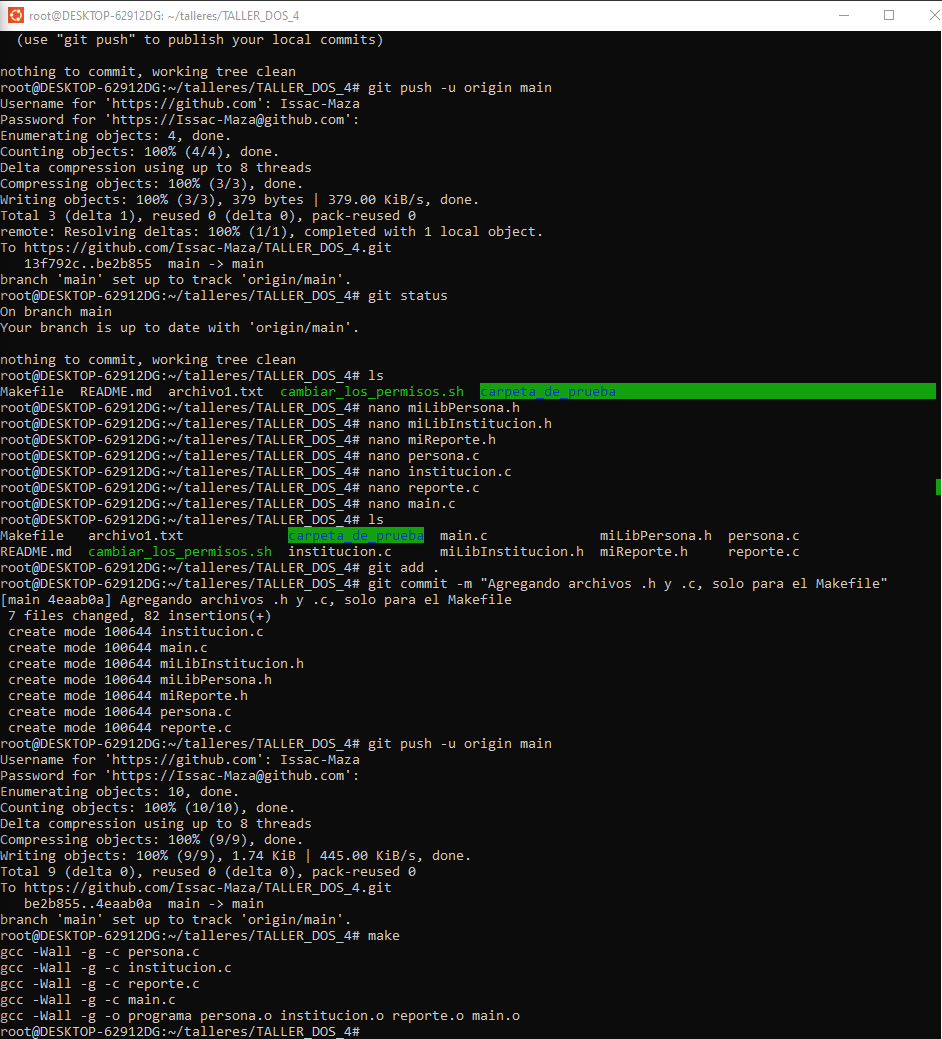 root@DESKTOP-62912DG: ~/talleres/TALLER_DOS_4
  (use "git push" to publish your local commits)
nothing to commit, working tree clean
root@DESKTOP-62912DG:~/talleres/TALLER_DOS_4# git push -u origin main
Username for 'https://github.com': Issac-Maza
Password for 'https://Issac-Maza@github.com':
Enumerating objects: 4, done.
Counting objects: 100% (4/4), done.
Delta compression using up to 8 threads
Compressing objects: 100% (3/3), done.
Writing objects: 100% (3/3), 379 bytes | 379.00 KiB/s, done.
Total 3 (delta 1), reused 0 (delta 0), pack-reused 0
remote: Resolving deltas: 100% (1/1), completed with 1 local object.
To https://github.com/Issac-Maza/TALLER_DOS_4.git
   13f792c..be2b855  main -> main
branch 'main' set up to track 'origin/main'.
root@DESKTOP-62912DG:~/talleres/TALLER_DOS_4# git status
On branch main
Your branch is up to date with 'origin/main'.
nothing to commit, working tree clean
root@DESKTOP-62912DG:~/talleres/TALLER_DOS_4# ls
Makefile  README.md  archivo1.txt  cambiar_los_permisos.sh  carpeta_de_prueba
root@DESKTOP-62912DG:~/talleres/TALLER_DOS_4# nano miLibPersona.h
root@DESKTOP-62912DG:~/talleres/TALLER_DOS_4# nano miLibInstitucion.h
root@DESKTOP-62912DG:~/talleres/TALLER_DOS_4# nano miReporte.h
root@DESKTOP-62912DG:~/talleres/TALLER_DOS_4# nano persona.c
root@DESKTOP-62912DG:~/talleres/TALLER_DOS_4# nano institucion.c
root@DESKTOP-62912DG:~/talleres/TALLER_DOS_4# nano reporte.c
root@DESKTOP-62912DG:~/talleres/TALLER_DOS_4# nano main.c
root@DESKTOP-62912DG:~/talleres/TALLER_DOS_4# ls
Makefile   archivo1.txt             carpeta_de_prueba  main.c              miLibPersona.h  persona.c
README.md  cambiar_los_permisos.sh  institucion.c      miLibInstitucion.h  miReporte.h     reporte.c
root@DESKTOP-62912DG:~/talleres/TALLER_DOS_4# git add .
root@DESKTOP-62912DG:~/talleres/TALLER_DOS_4# git commit -m "Agregando archivos .h y .c, solo para el Makefile"
[main 4eaab0a] Agregando archivos .h y .c, solo para el Makefile
 7 files changed, 82 insertions(+)
 create mode 100644 institucion.c
 create mode 100644 main.c
 create mode 100644 miLibInstitucion.h
 create mode 100644 miLibPersona.h
 create mode 100644 miReporte.h
 create mode 100644 persona.c
 create mode 100644 reporte.c
root@DESKTOP-62912DG:~/talleres/TALLER_DOS_4# git push -u origin main
Username for 'https://github.com': Issac-Maza
Password for 'https://Issac-Maza@github.com':
Enumerating objects: 10, done.
Counting objects: 100% (10/10), done.
Delta compression using up to 8 threads
Compressing objects: 100% (9/9), done.
Writing objects: 100% (9/9), 1.74 KiB | 445.00 KiB/s, done.
Total 9 (delta 0), reused 0 (delta 0), pack-reused 0
To https://github.com/Issac-Maza/TALLER_DOS_4.git
   be2b855..4eaab0a  main -> main
branch 'main' set up to track 'origin/main'.
root@DESKTOP-62912DG:~/talleres/TALLER_DOS_4# make
gcc -Wall -g -c persona.c
gcc -Wall -g -c institucion.c
gcc -Wall -g -c reporte.c
gcc -Wall -g -c main.c
gcc -Wall -g -o programa persona.o institucion.o reporte.o main.o
root@DESKTOP-62912DG:~/talleres/TALLER_DOS_4#